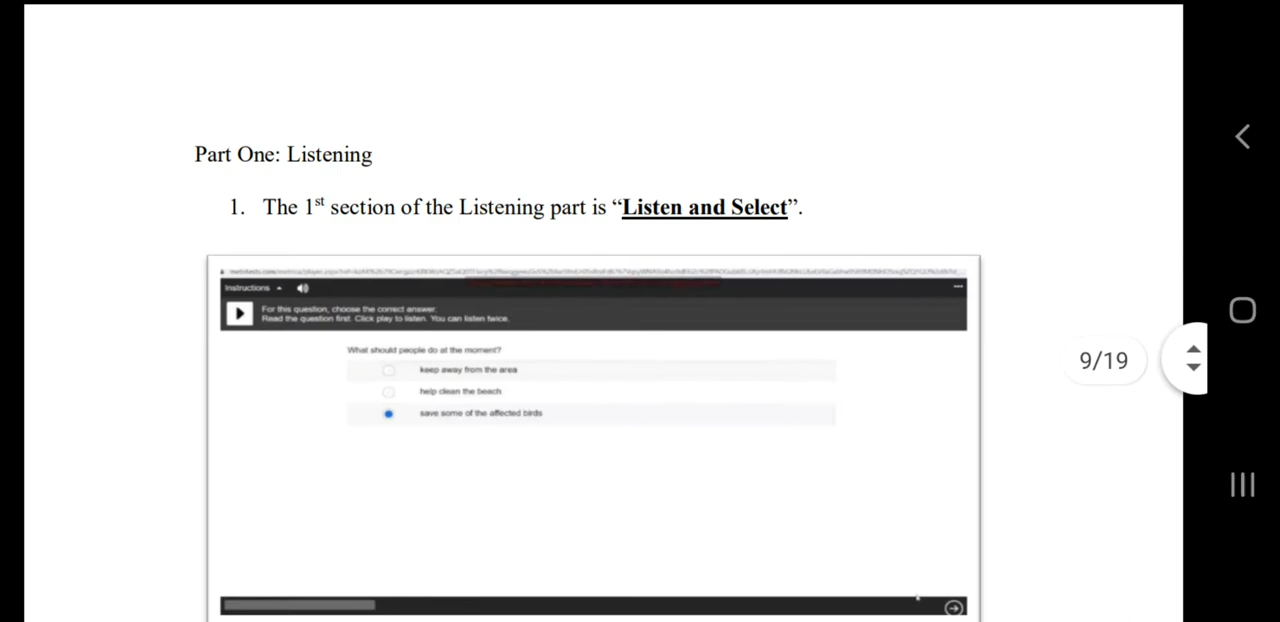 Part One: Listening
1. The 1st section of the Listening part is “Listen and Select”.
Instructions
For this question, choose the correct answer.
Read the question first. Click play to listen. You can listen twice.
What should people do at the moment?
keep away from the area
help clean the beach
save some of the affected birds
9/19